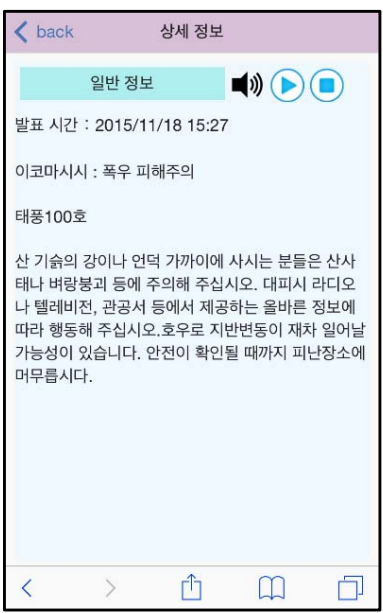 back
상세 정보
일반 정보
발표 시간 : 2015/11/18 15:27
이코마시시 : 폭우 피해주의
태풍100호
산 기슭의 강이나 언덕 가까이에 사시는 분들은 산사
태나 벼랑붕괴 등에 주의해 주십시오. 대피시 라디오
나 텔레비전, 관공서 등에서 제공하는 올바른 정보에
따라 행동해 주십시오.호우로 지반변동이 재차 일어날
가능성이 있습니다. 안전이 확인될 때까지 피난장소에
머무릅시다.